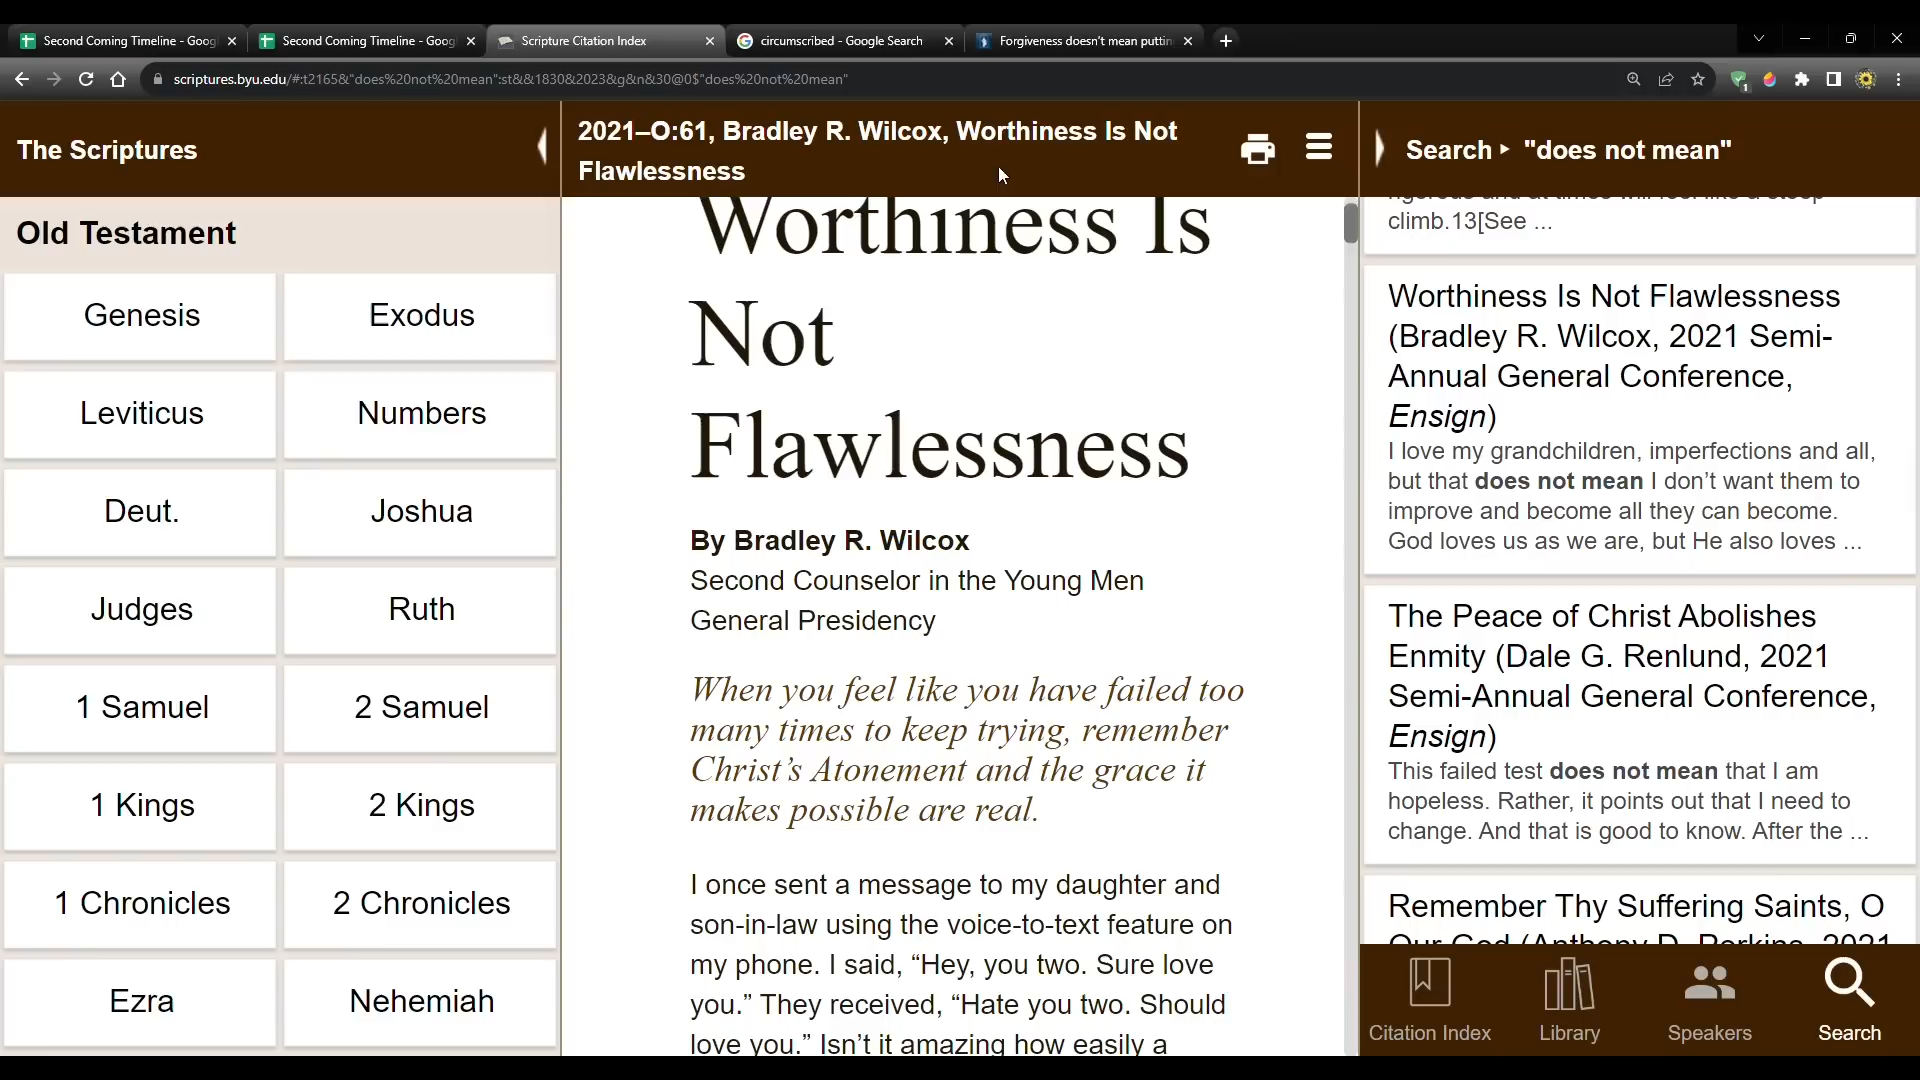 Second Coming Timeline - Goog
Second Coming Timeline - Goog
Scripture Citation Index
circumscribed - Google Search
Forgiveness doesn't mean puttin
scriptures.byu.edu/#:t2165&"does%20not%20mean":st&&1830&2023&g&n&30@0$"does%20not%20mean"
1
The Scriptures
2021–O:61, Bradley R. Wilcox, Worthiness Is Not
Flawlessness
Search ▸ "does not mean"
Old Testament
Genesis
Exodus
Leviticus
Numbers
Deut.
Joshua
Judges
Ruth
1 Samuel
2 Samuel
1 Kings
2 Kings
1 Chronicles
2 Chronicles
Ezra
Nehemiah
Worthiness Is
Not
Flawlessness
By Bradley R. Wilcox
Second Counselor in the Young Men
General Presidency
When you feel like you have failed too
many times to keep trying, remember
Christ's Atonement and the grace it
makes possible are real.
I once sent a message to my daughter and
son-in-law using the voice-to-text feature on
my phone. I said, “Hey, you two. Sure love
you.” They received, “Hate you two. Should
love you.” Isn't it amazing how easily a
climb.13[See ...
Worthiness Is Not Flawlessness
(Bradley R. Wilcox, 2021 Semi-
Annual General Conference,
Ensign)
I love my grandchildren, imperfections and all,
but that does not mean I don't want them to
improve and become all they can become.
God loves us as we are, but He also loves ...
The Peace of Christ Abolishes
Enmity (Dale G. Renlund, 2021
Semi-Annual General Conference,
Ensign)
This failed test does not mean that I am
hopeless. Rather, it points out that I need to
change. And that is good to know. After the ...
Remember Thy Suffering Saints, O
Our God (Anthony D. Perkins, 2021
Citation Index
Library
Speakers
Search